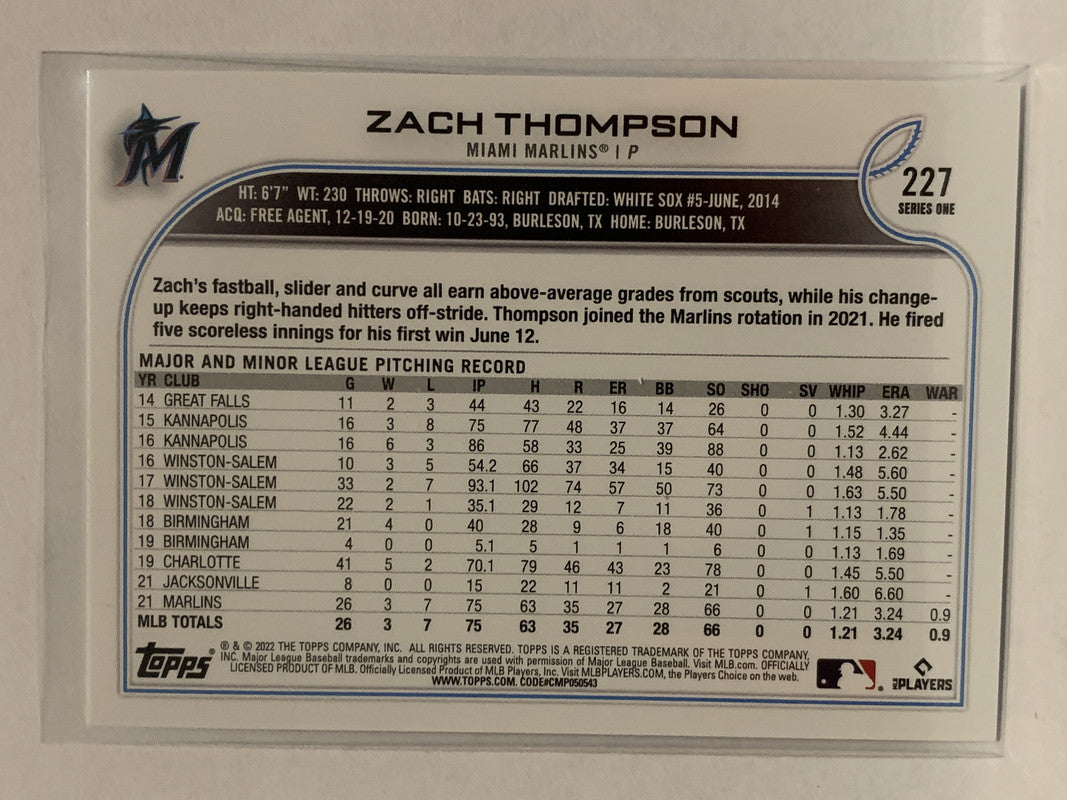 M
ZACH THOMPSON
MIAMI MARLINS® | P
227
SERIES ONE
HT: 6'7" WT: 230 THROWS: RIGHT BATS: RIGHT DRAFTED: WHITE SOX #5-JUNE, 2014
ACQ: FREE AGENT, 12-19-20 BORN: 10-23-93, BURLESON, TX HOME: BURLESON, TX
Zach's fastball, slider and curve all earn above-average grades from scouts, while his change-
up keeps right-handed hitters off-stride. Thompson joined the Marlins rotation in 2021. He fired
five scoreless innings for his first win June 12.
MAJOR AND MINOR LEAGUE PITCHING RECORD
YR CLUB G W L IP H R ER BB SO SHO SV WHIP ERA WAR
14 GREAT FALLS 11 2 3 44 43 22 16 14 26 0 0 1.30 3.27 -
15 KANNAPOLIS 16 3 8 75 77 48 37 37 64 0 0 1.52 4.44 -
16 KANNAPOLIS 16 6 3 86 58 33 25 39 88 0 0 1.13 2.62 -
16 WINSTON-SALEM 10 3 5 54.2 66 37 34 15 40 0 0 1.48 5.60 -
17 WINSTON-SALEM 33 2 7 93.1 102 74 57 50 73 0 0 1.63 5.50 -
18 WINSTON-SALEM 22 2 1 35.1 29 12 7 11 36 0 1 1.13 1.78 -
18 BIRMINGHAM 21 4 0 40 28 9 6 18 40 0 1 1.15 1.35 -
19 BIRMINGHAM 4 0 0 5.1 5 1 1 1 6 0 0 1.13 1.69 -
19 CHARLOTTE 41 5 2 70.1 79 46 43 23 78 0 0 1.45 5.50 -
21 JACKSONVILLE 8 0 0 15 22 11 11 2 21 0 1 1.60 6.60 -
21 MARLINS 26 3 7 75 63 35 27 28 66 0 0 1.21 3.24 0.9
MLB TOTALS 26 3 7 75 63 35 27 28 66 0 0 1.21 3.24 0.9
topps®
® & © 2022 THE TOPPS COMPANY, INC. ALL RIGHTS RESERVED. TOPPS IS A REGISTERED TRADEMARK OF THE TOPPS COMPANY,
INC. Major League Baseball trademarks and copyrights are used with permission of Major League Baseball. Visit MLB.com. OFFICIALLY
LICENSED PRODUCT OF MLB. Officially Licensed Product of MLB Players, Inc. Visit MLBPLAYERS.COM, the Players Choice on the web.
WWW.TOPPS.COM. CODE#CMP050543
MLB PLAYERS